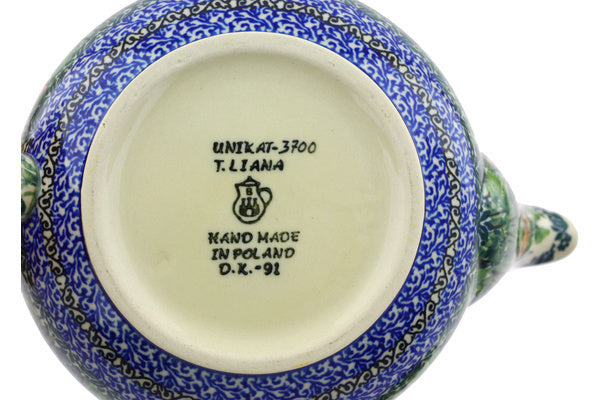 UNIKAT-3700
T. LIANA
B
HAND MADE
IN POLAND
D.K.-91